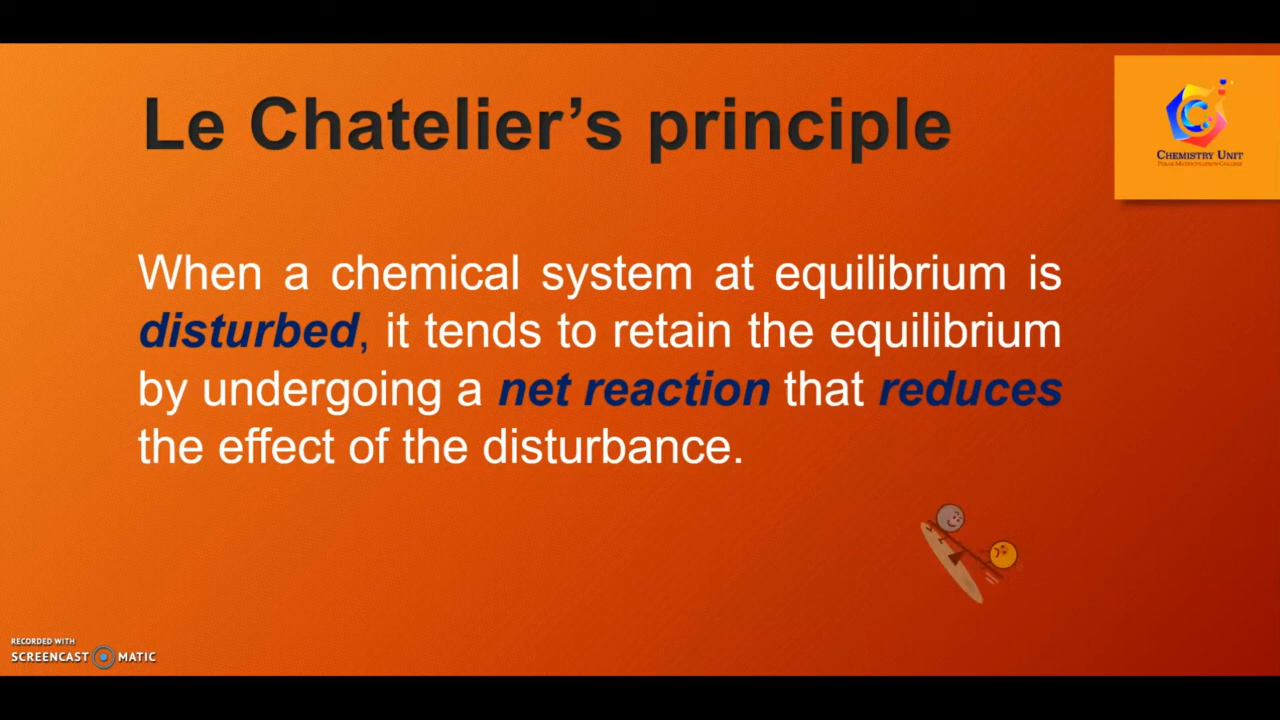 Le Chatelier’s principle
CHEMISTRY UNIT
When a chemical system at equilibrium is
disturbed, it tends to retain the equilibrium
by undergoing a net reaction that reduces
the effect of the disturbance.
RECORDED WITH
SCREENCAST MATIC